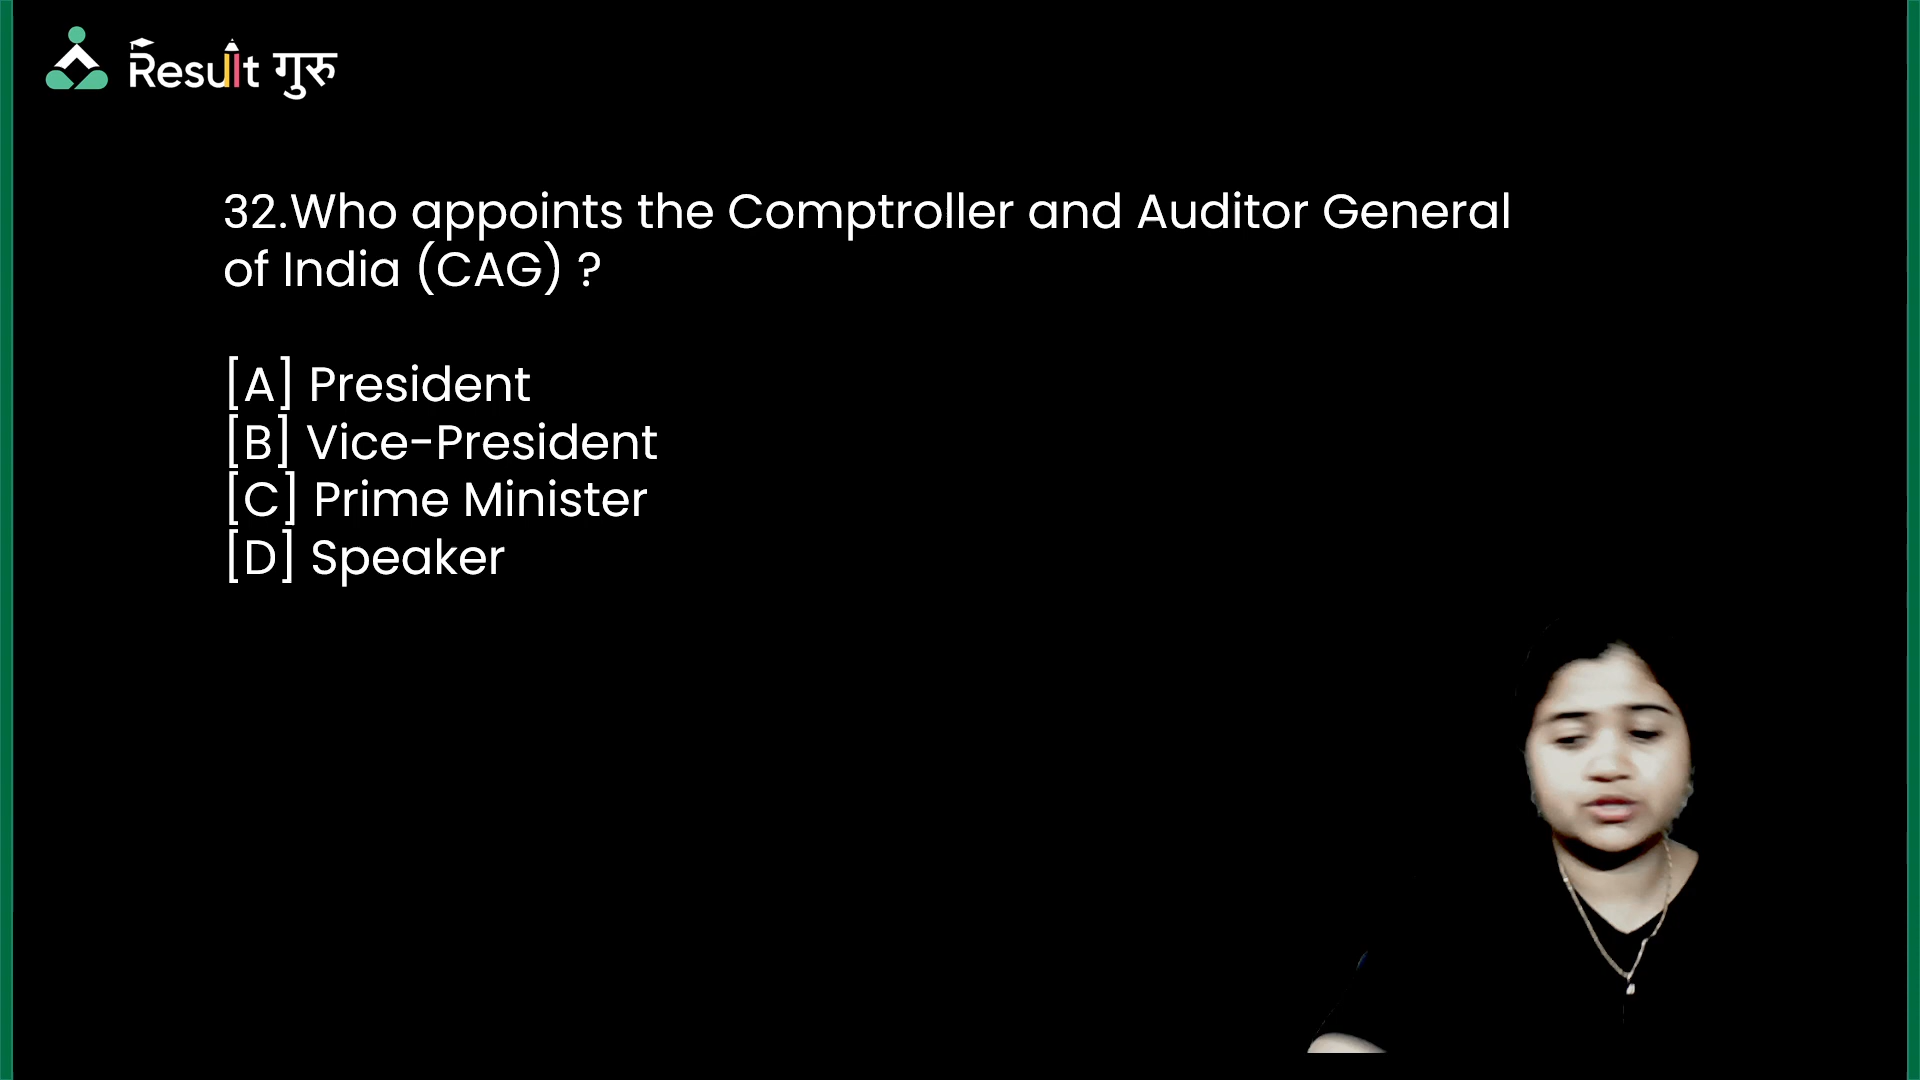 Result गुरु
32.Who appoints the Comptroller and Auditor General
of India (CAG) ?
[A] President
[B] Vice-President
[C] Prime Minister
[D] Speaker